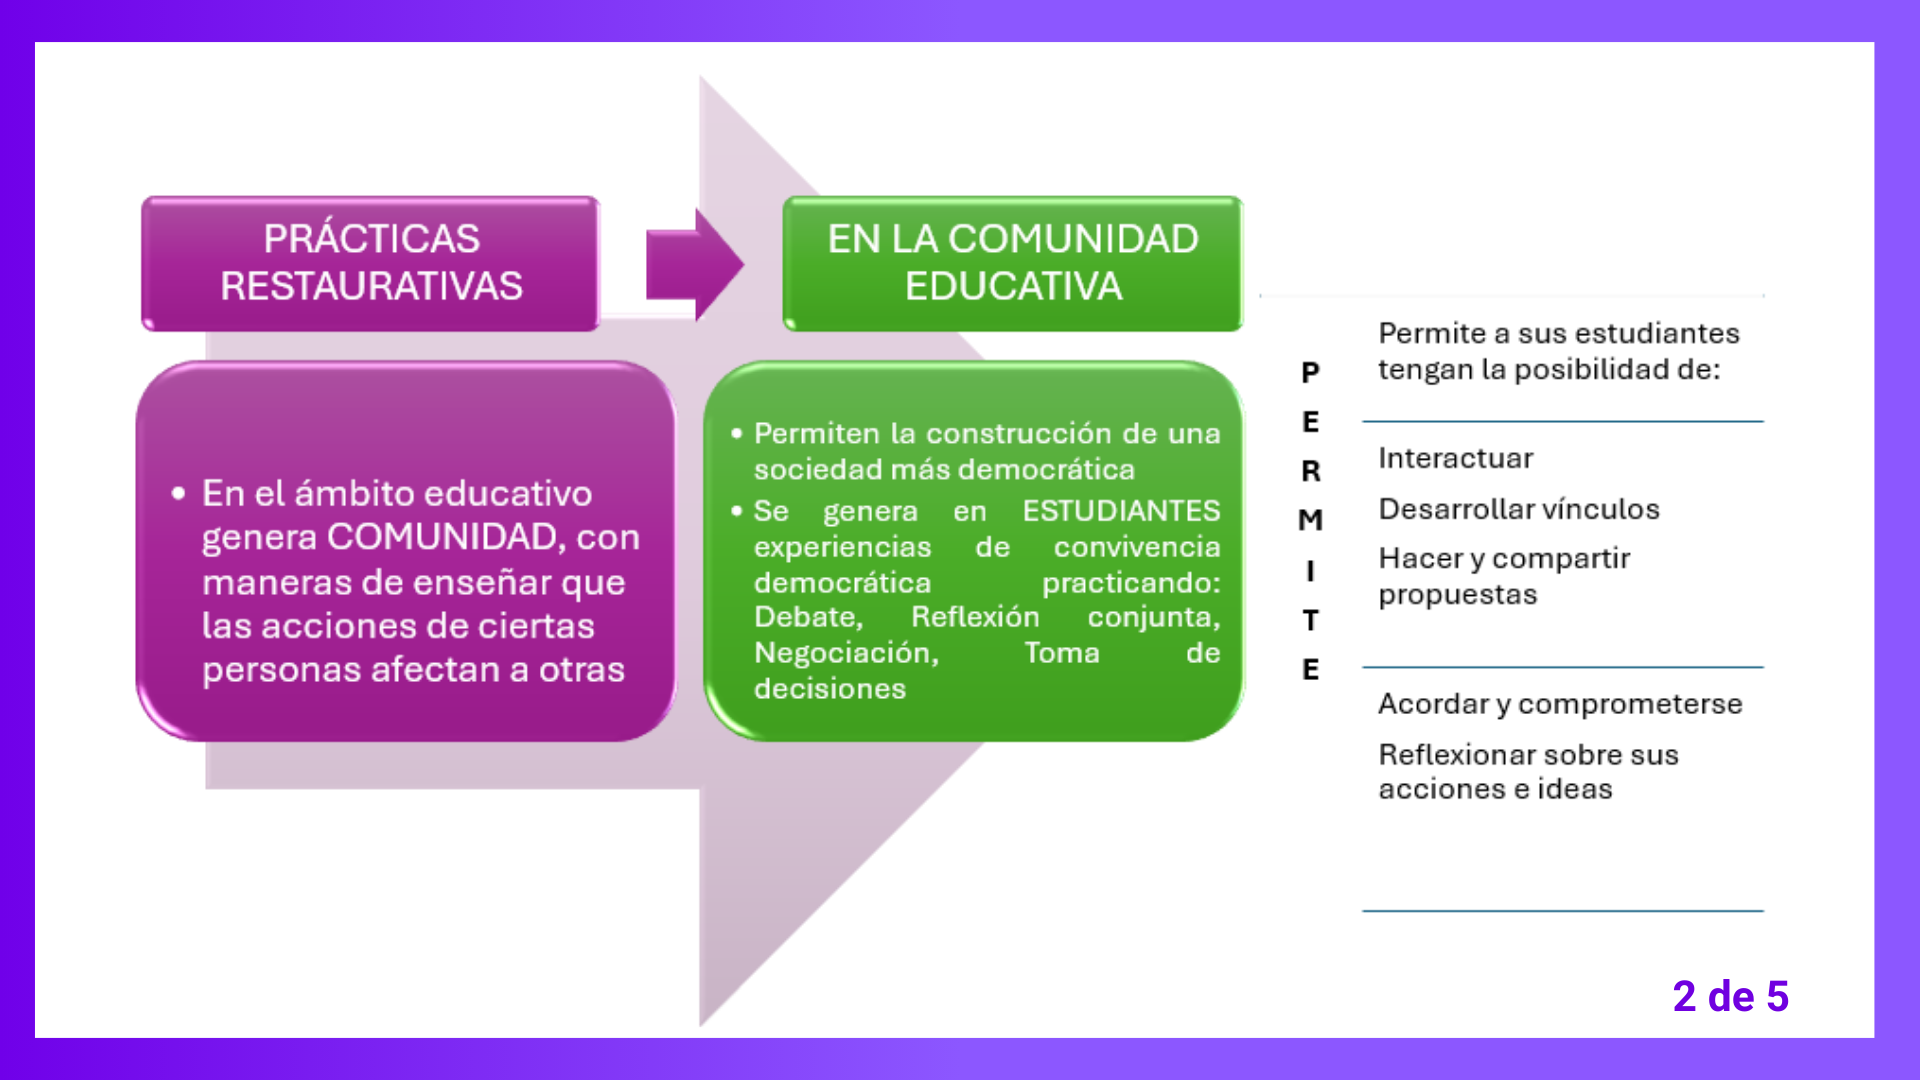 PRÁCTICAS
RESTAURATIVAS
EN LA COMUNIDAD
EDUCATIVA
• En el ámbito educativo
genera COMUNIDAD, con
maneras de enseñar que
las acciones de ciertas
personas afectan a otras
• Permiten la construcción de una
sociedad más democrática
• Se genera en ESTUDIANTES
experiencias de convivencia
democrática practicando:
Debate, Reflexión conjunta,
Negociación, Toma de
decisiones
P
E
R
M
I
T
E
Permite a sus estudiantes
tengan la posibilidad de:
Interactuar
Desarrollar vínculos
Hacer y compartir
propuestas
Acordar y comprometerse
Reflexionar sobre sus
acciones e ideas
2 de 5